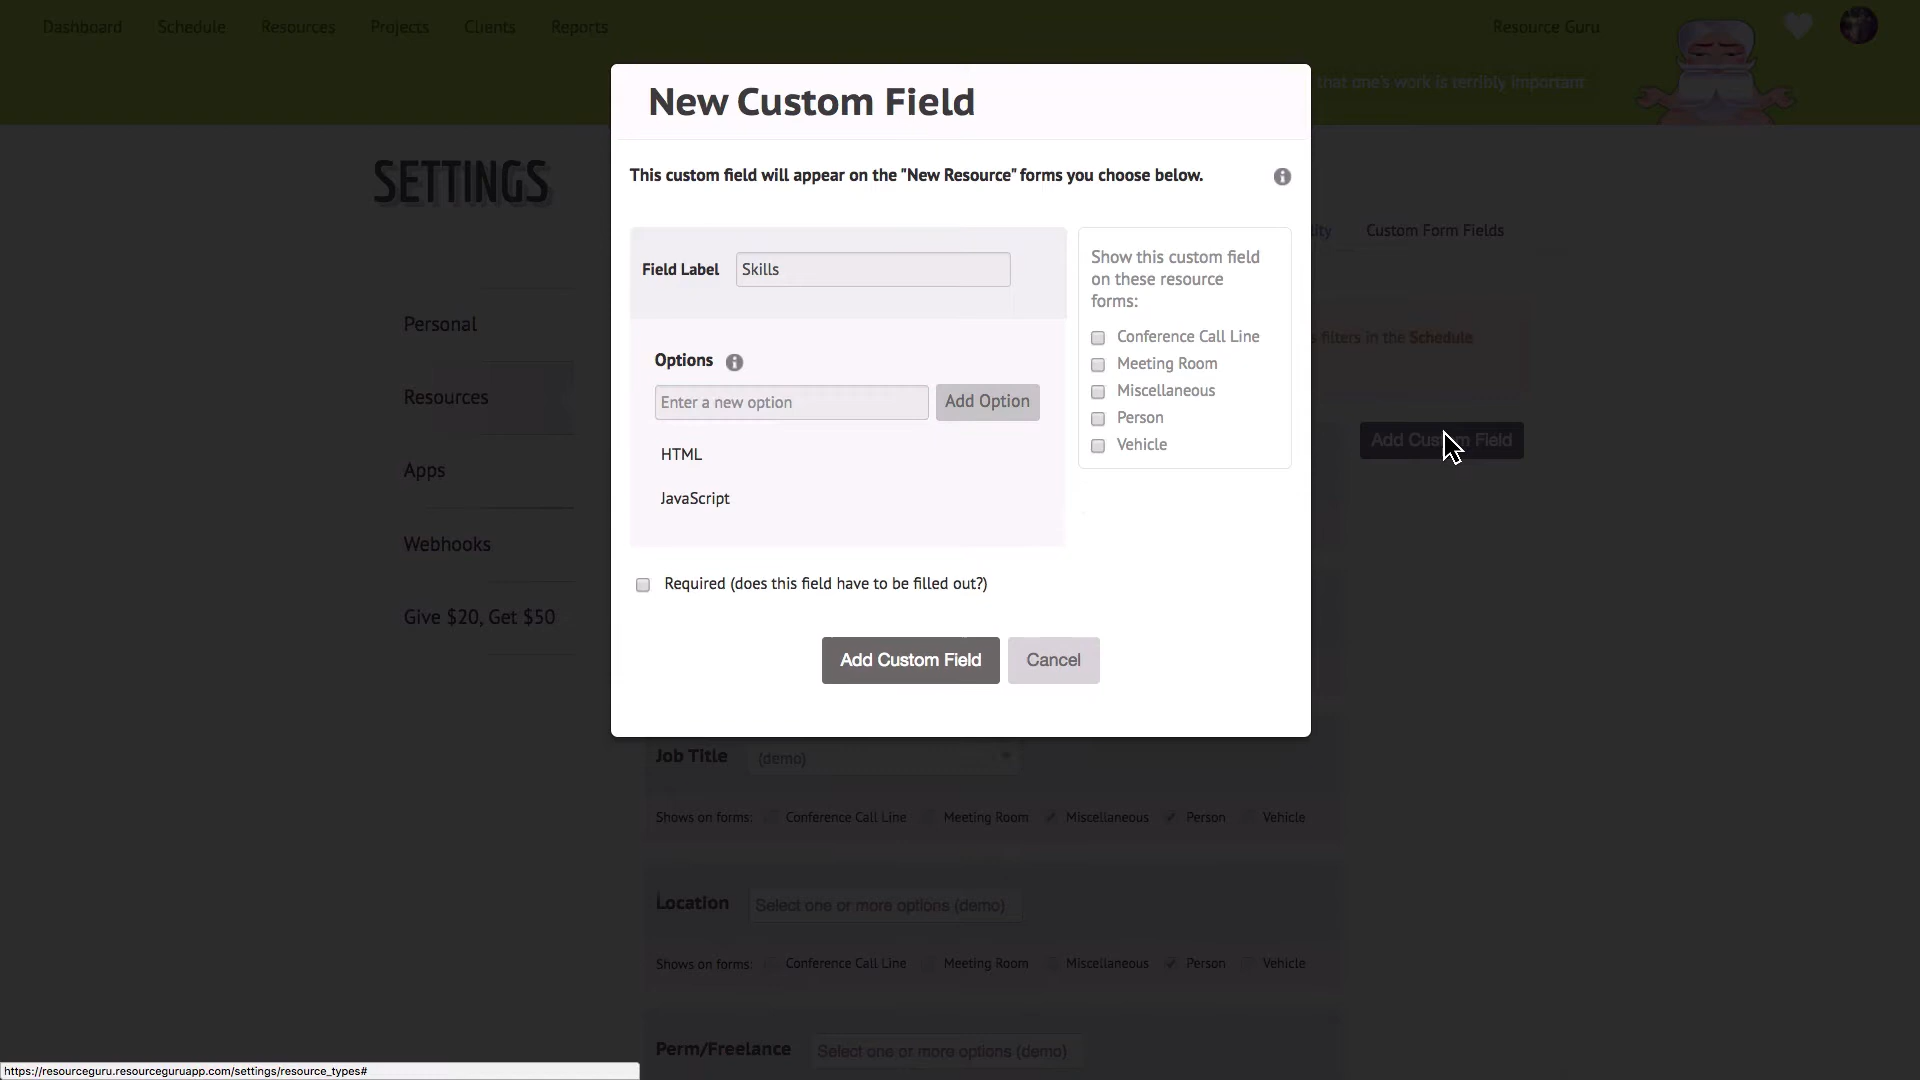 Dashboard Schedule Resources Projects Clients Reports Resource Guru
that one's work is terribly important
SETTINGS
Custom Form Fields
Personal
Resources
Apps
Webhooks
Give $20, Get $50
filters in the Schedule
Add Custom Field
New Custom Field
This custom field will appear on the "New Resource" forms you choose below.
Field Label Skills
Options
Enter a new option Add Option
HTML
JavaScript
Show this custom field
on these resource
forms:
Conference Call Line
Meeting Room
Miscellaneous
Person
Vehicle
Required (does this field have to be filled out?)
Add Custom Field Cancel
Job Title (demo)
Shows on forms: Conference Call Line Meeting Room Miscellaneous Person Vehicle
Location Select one or more options (demo)
Shows on forms: Conference Call Line Meeting Room Miscellaneous Person Vehicle
Perm/Freelance Select one or more options (demo)
https://resourceguru.resourceguruapp.com/settings/resource_types#